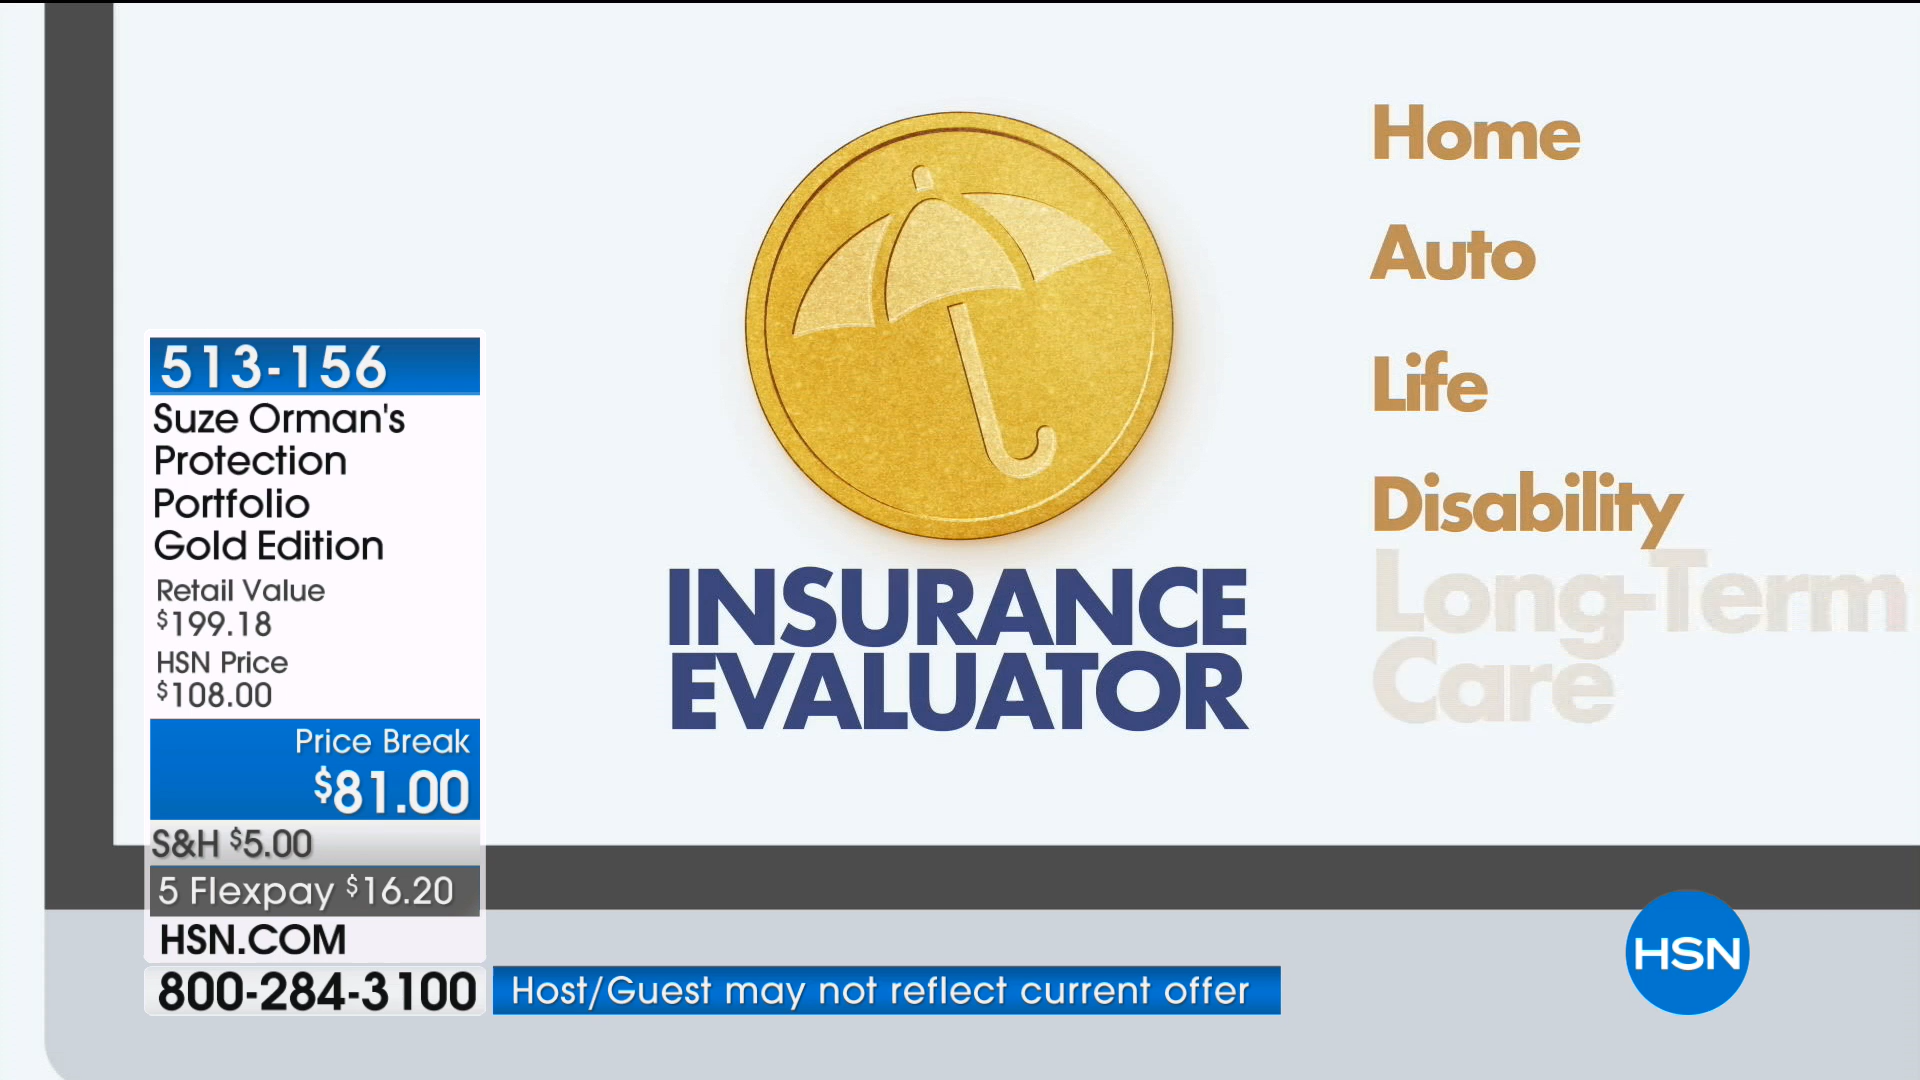 513-156
Suze Orman's
Protection
Portfolio
Gold Edition
Retail Value
$199.18
HSN Price
$108.00
Price Break
$81.00
S&H $5.00
5 Flexpay $16.20
HSN.COM
800-284-3100
Host/Guest may not reflect current offer
INSURANCE
EVALUATOR
Home
Auto
Life
Disability
Long-Term
Care
HSN